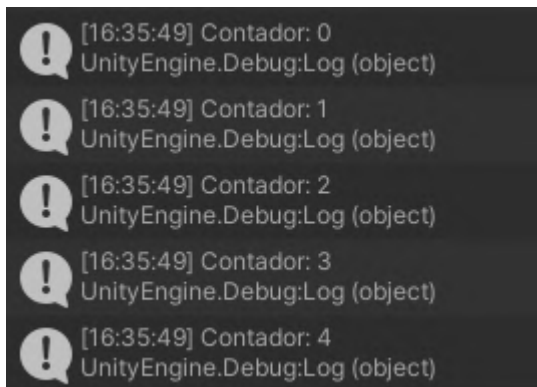 [16:35:49] Contador: 0
UnityEngine.Debug:Log (object)
[16:35:49] Contador: 1
UnityEngine.Debug:Log (object)
[16:35:49] Contador: 2
UnityEngine.Debug:Log (object)
[16:35:49] Contador: 3
UnityEngine.Debug:Log (object)
[16:35:49] Contador: 4
UnityEngine.Debug:Log (object)